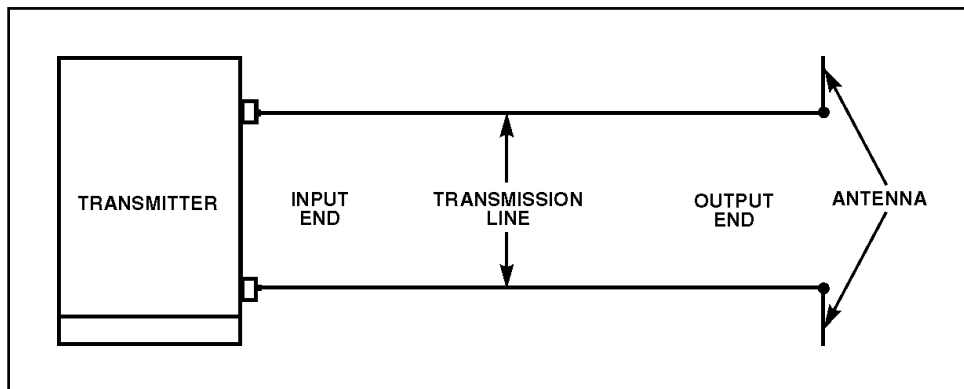 TRANSMITTER
INPUT
END
TRANSMISSION
LINE
OUTPUT
END
ANTENNA